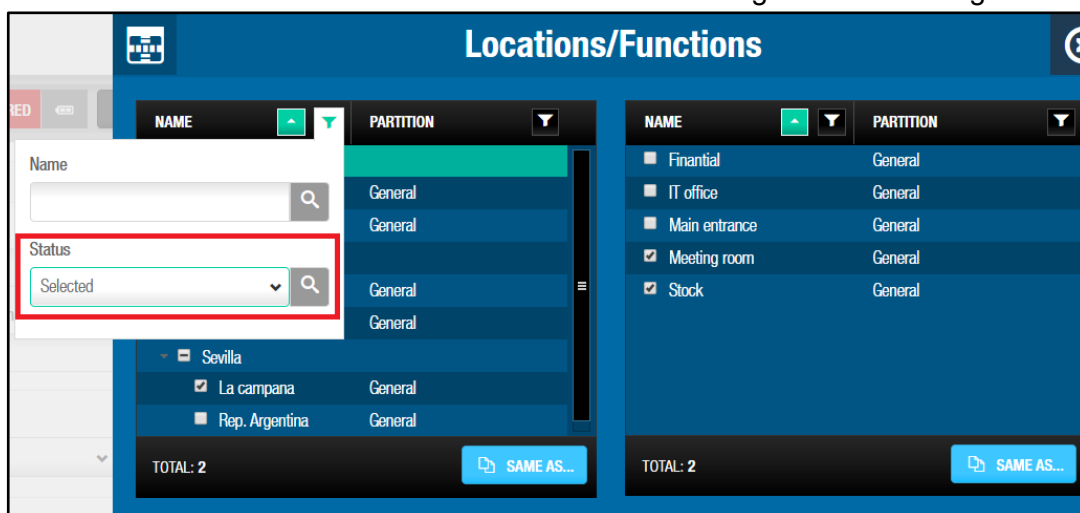 Locations/Functions
RED
NAME PARTITION
Name
General
General
Status
Selected
General
General
Sevilla
La campana General
Rep. Argentina General
TOTAL: 2 SAME AS...
NAME PARTITION
Finantial General
IT office General
Main entrance General
Meeting room General
Stock General
TOTAL: 2 SAME AS...